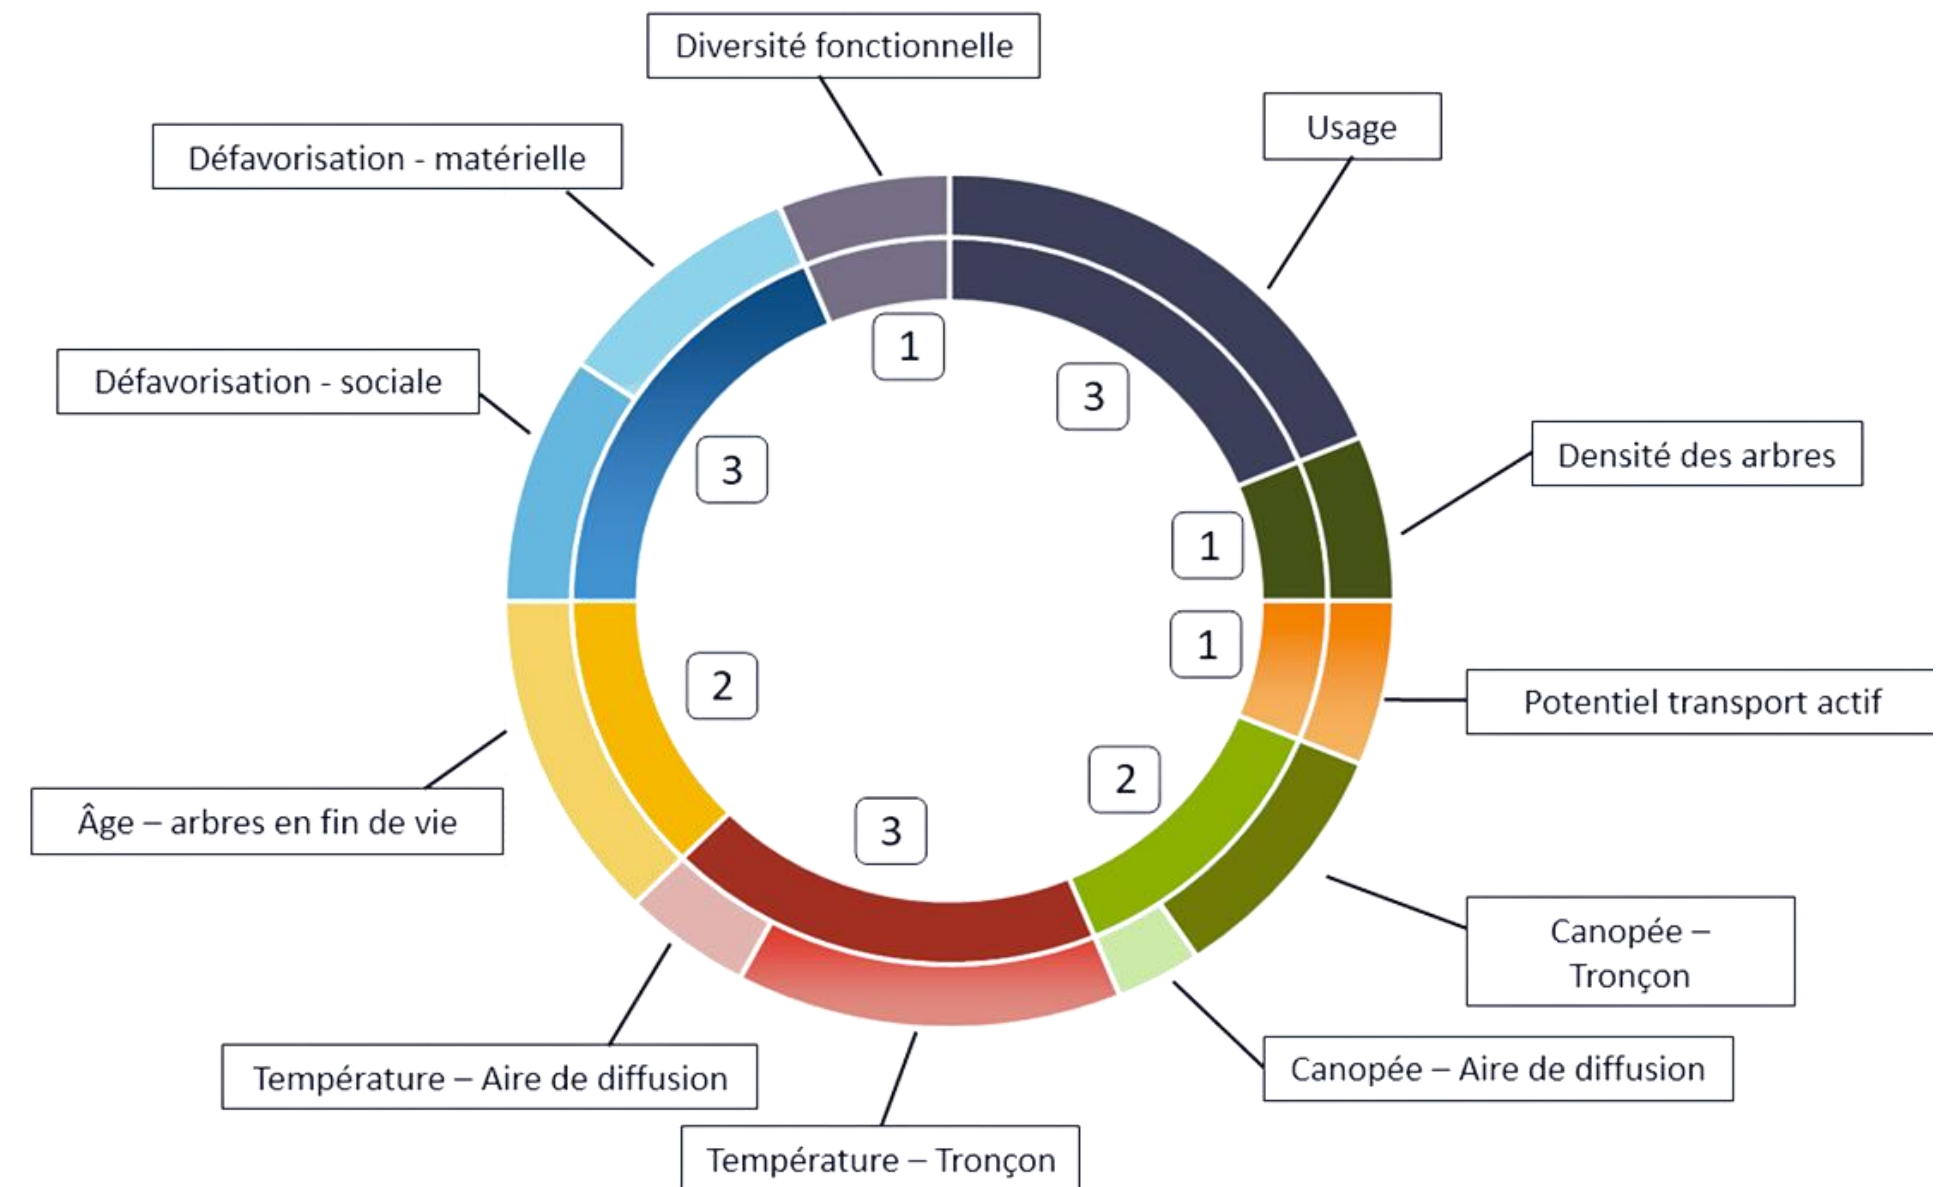 Diversité fonctionnelle
Usage
Défavorisation - matérielle
1
3
Défavorisation - sociale
Densité des arbres
3
1
1
2
Potentiel transport actif
2
3
Âge – arbres en fin de vie
Canopée –
Tronçon
Canopée – Aire de diffusion
Température – Aire de diffusion
Température – Tronçon